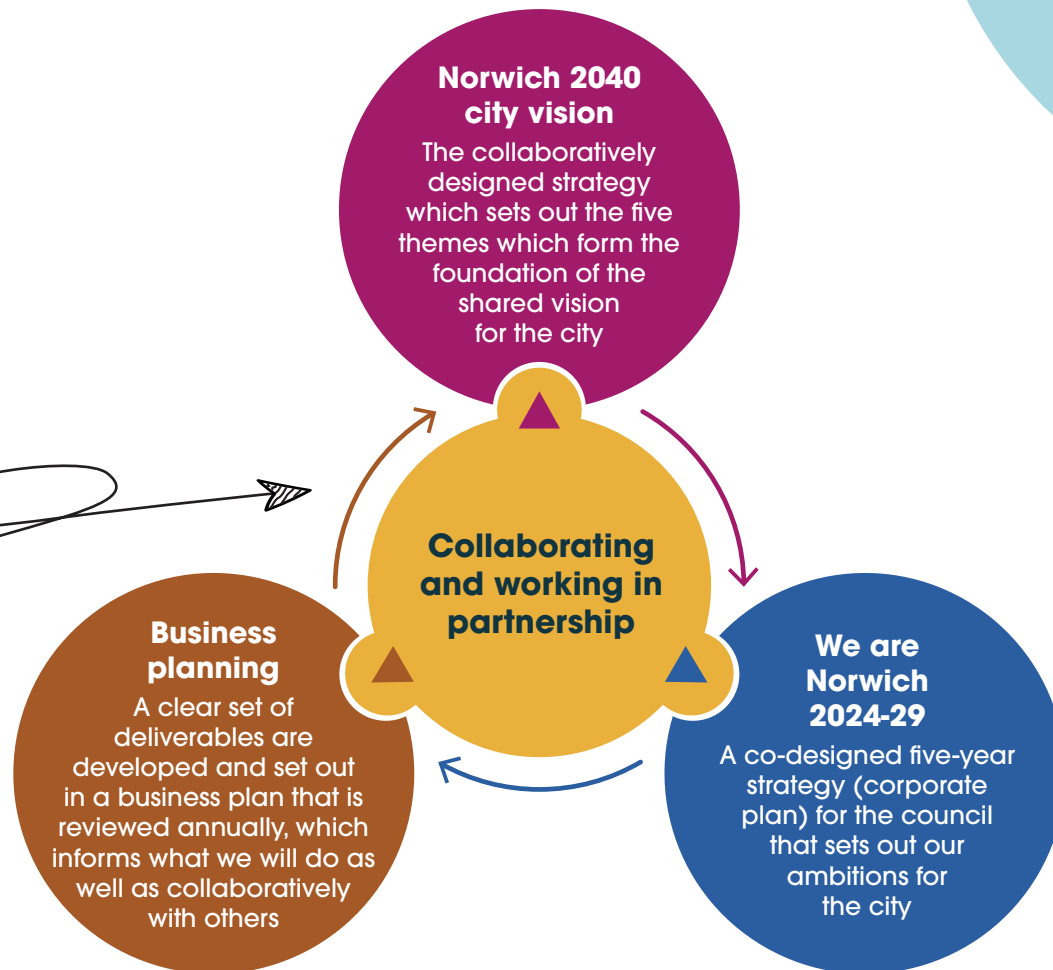 Norwich 2040
city vision
The collaboratively
designed strategy
which sets out the five
themes which form the
foundation of the
shared vision
for the city
Collaborating
and working in
partnership
Business
planning
A clear set of
deliverables are
developed and set out
in a business plan that is
reviewed annually, which
informs what we will do as
well as collaboratively
with others
We are
Norwich
2024-29
A co-designed five-year
strategy (corporate
plan) for the council
that sets out our
ambitions for
the city